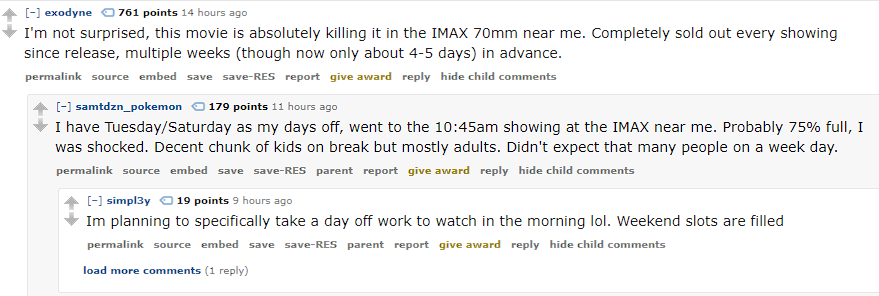 [–] exodyne 761 points 14 hours ago
I'm not surprised, this movie is absolutely killing it in the IMAX 70mm near me. Completely sold out every showing
since release, multiple weeks (though now only about 4-5 days) in advance.
permalink source embed save save-RES report give award reply hide child comments
[–] samtdzn_pokemon 179 points 11 hours ago
I have Tuesday/Saturday as my days off, went to the 10:45am showing at the IMAX near me. Probably 75% full, I
was shocked. Decent chunk of kids on break but mostly adults. Didn't expect that many people on a week day.
permalink source embed save save-RES parent report give award reply hide child comments
[–] simpl3y 19 points 9 hours ago
Im planning to specifically take a day off work to watch in the morning lol. Weekend slots are filled
permalink source embed save save-RES parent report give award reply hide child comments
load more comments (1 reply)